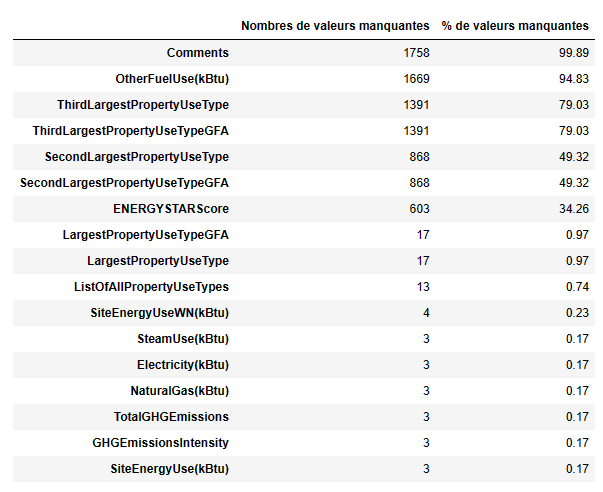 Nombres de valeurs manquantes % de valeurs manquantes
Comments 1758 99.89
OtherFuelUse(kBtu) 1669 94.83
ThirdLargestPropertyUseType 1391 79.03
ThirdLargestPropertyUseTypeGFA 1391 79.03
SecondLargestPropertyUseType 868 49.32
SecondLargestPropertyUseTypeGFA 868 49.32
ENERGYSTARScore 603 34.26
LargestPropertyUseTypeGFA 17 0.97
LargestPropertyUseType 17 0.97
ListOfAllPropertyUseTypes 13 0.74
SiteEnergyUseWN(kBtu) 4 0.23
SteamUse(kBtu) 3 0.17
Electricity(kBtu) 3 0.17
NaturalGas(kBtu) 3 0.17
TotalGHGEmissions 3 0.17
GHGEmissionsIntensity 3 0.17
SiteEnergyUse(kBtu) 3 0.17